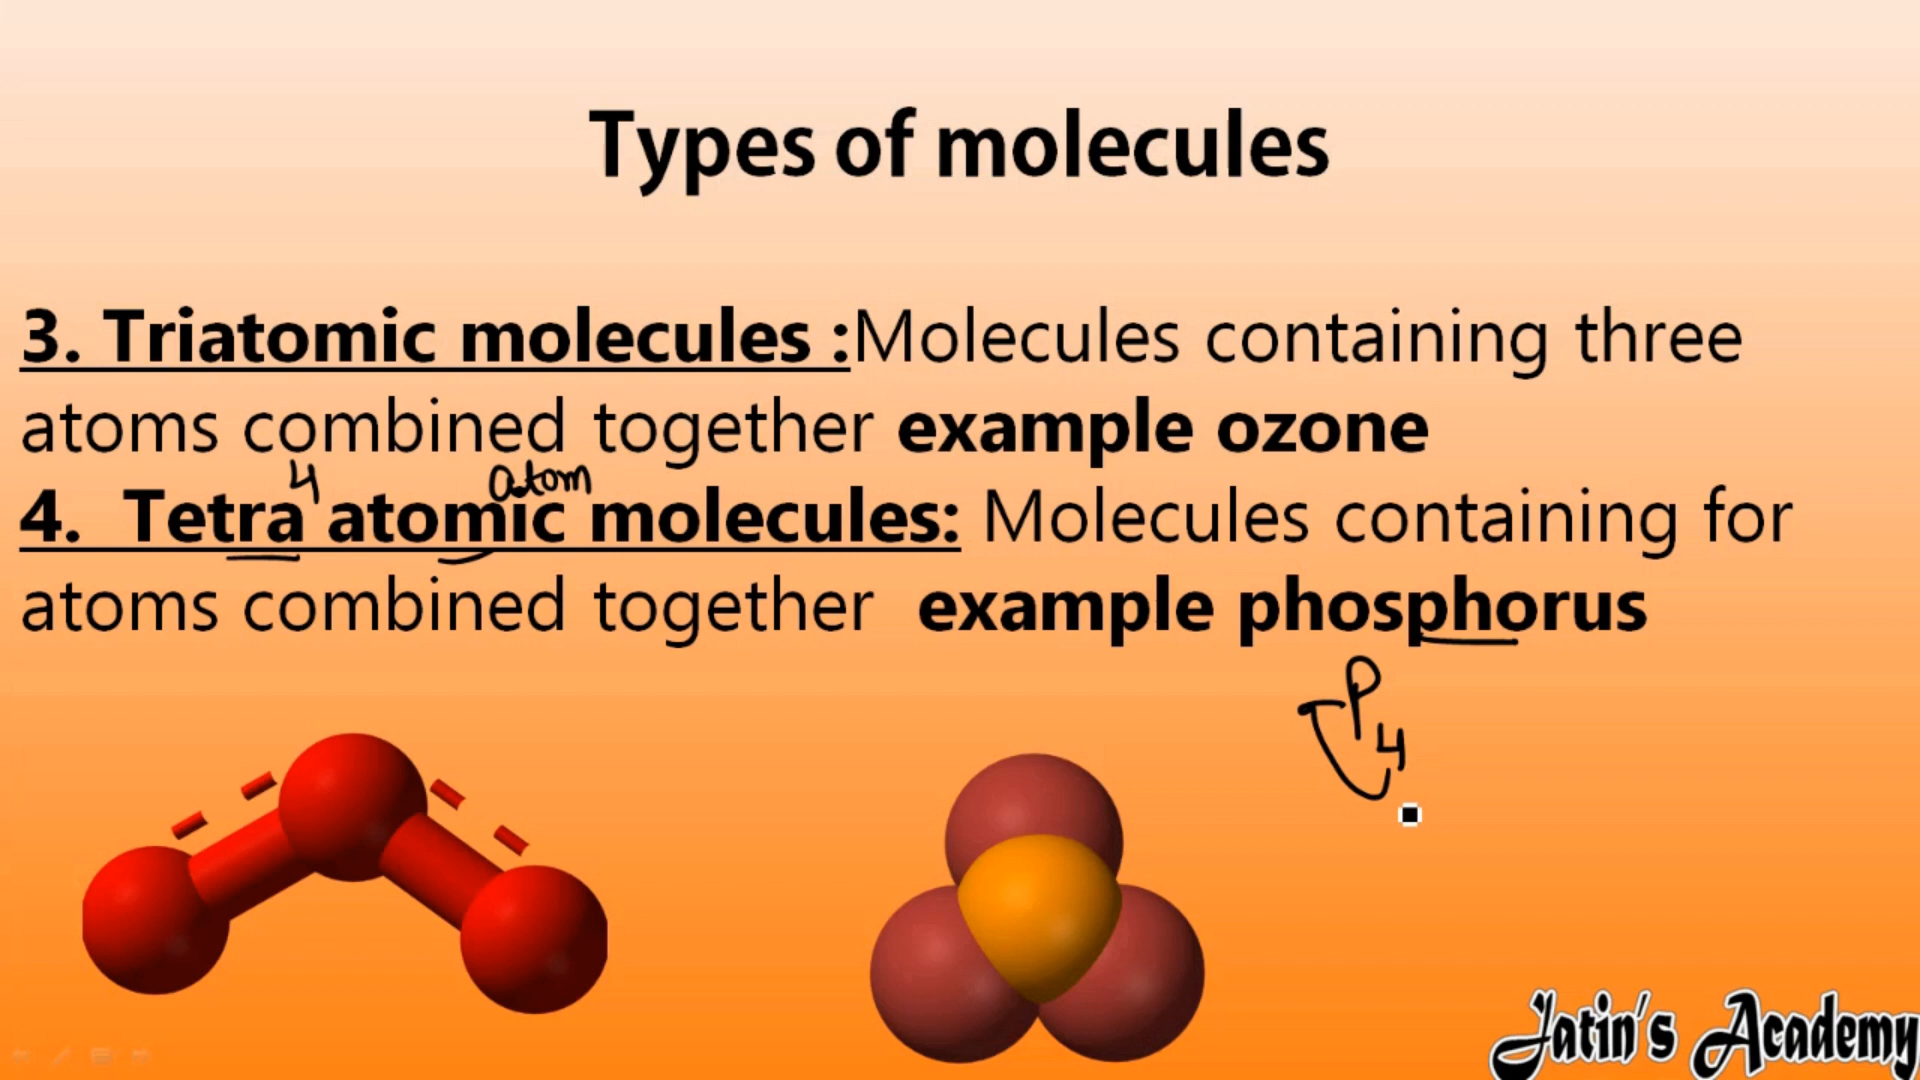 Types of molecules
3. Triatomic molecules :Molecules containing three
atoms combined together example ozone
4 atom
4. Tetra atomic molecules: Molecules containing for
atoms combined together example phosphorus
P4
Jatin's Academy